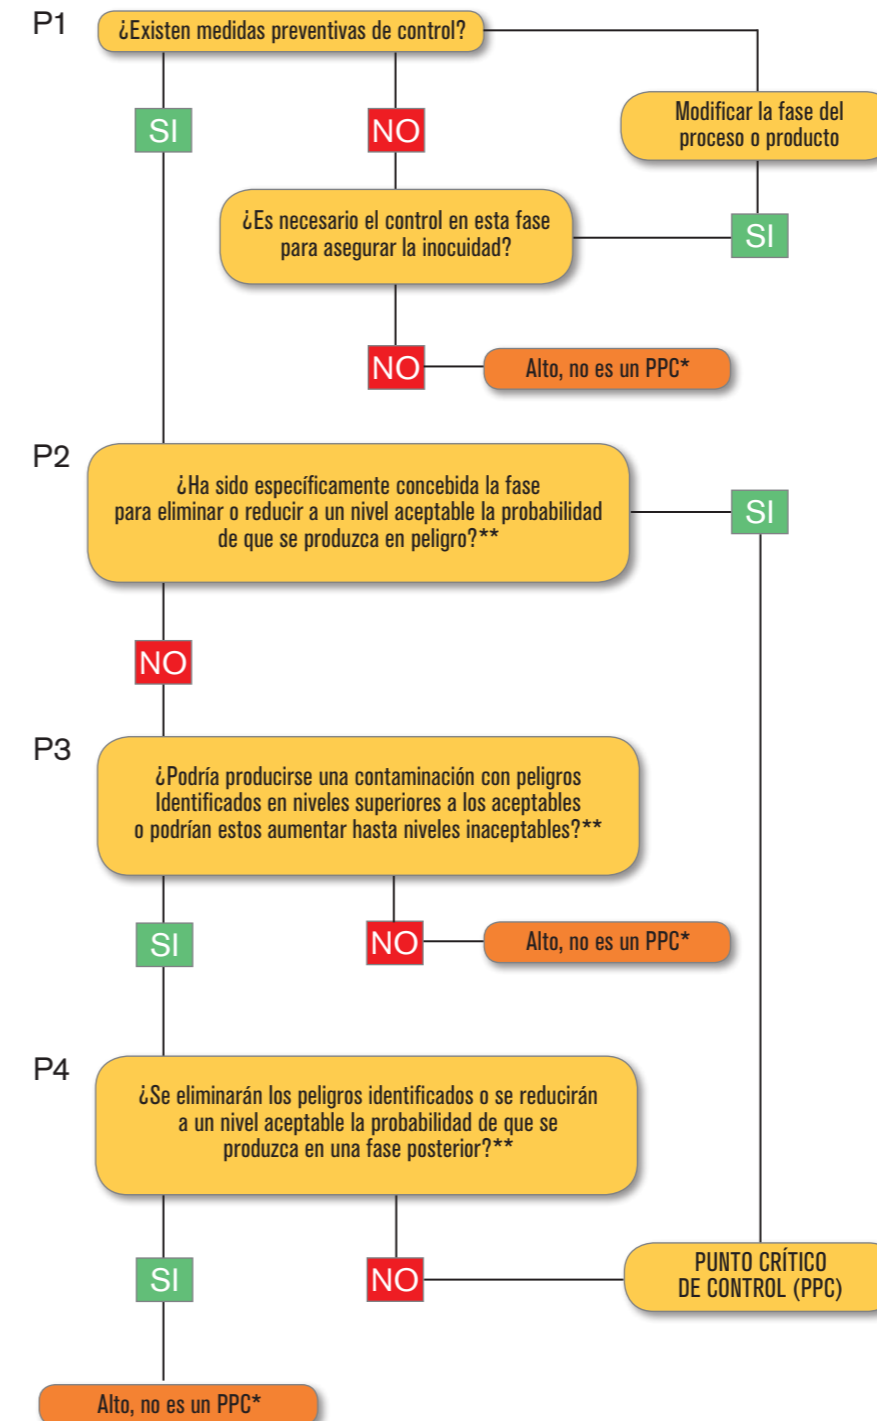 P1
¿Existen medidas preventivas de control?
SI
NO
Modificar la fase del
proceso o producto
¿Es necesario el control en esta fase
para asegurar la inocuidad?
SI
NO
Alto, no es un PPC*
P2
¿Ha sido específicamente concebida la fase
para eliminar o reducir a un nivel aceptable la probabilidad
de que se produzca en peligro?**
SI
NO
P3
¿Podría producirse una contaminación con peligros
Identificados en niveles superiores a los aceptables
o podrían estos aumentar hasta niveles inaceptables?**
SI
NO
Alto, no es un PPC*
P4
¿Se eliminarán los peligros identificados o se reducirán
a un nivel aceptable la probabilidad de que se
produzca en una fase posterior?**
SI
NO
PUNTO CRÍTICO
DE CONTROL (PPC)
Alto, no es un PPC*